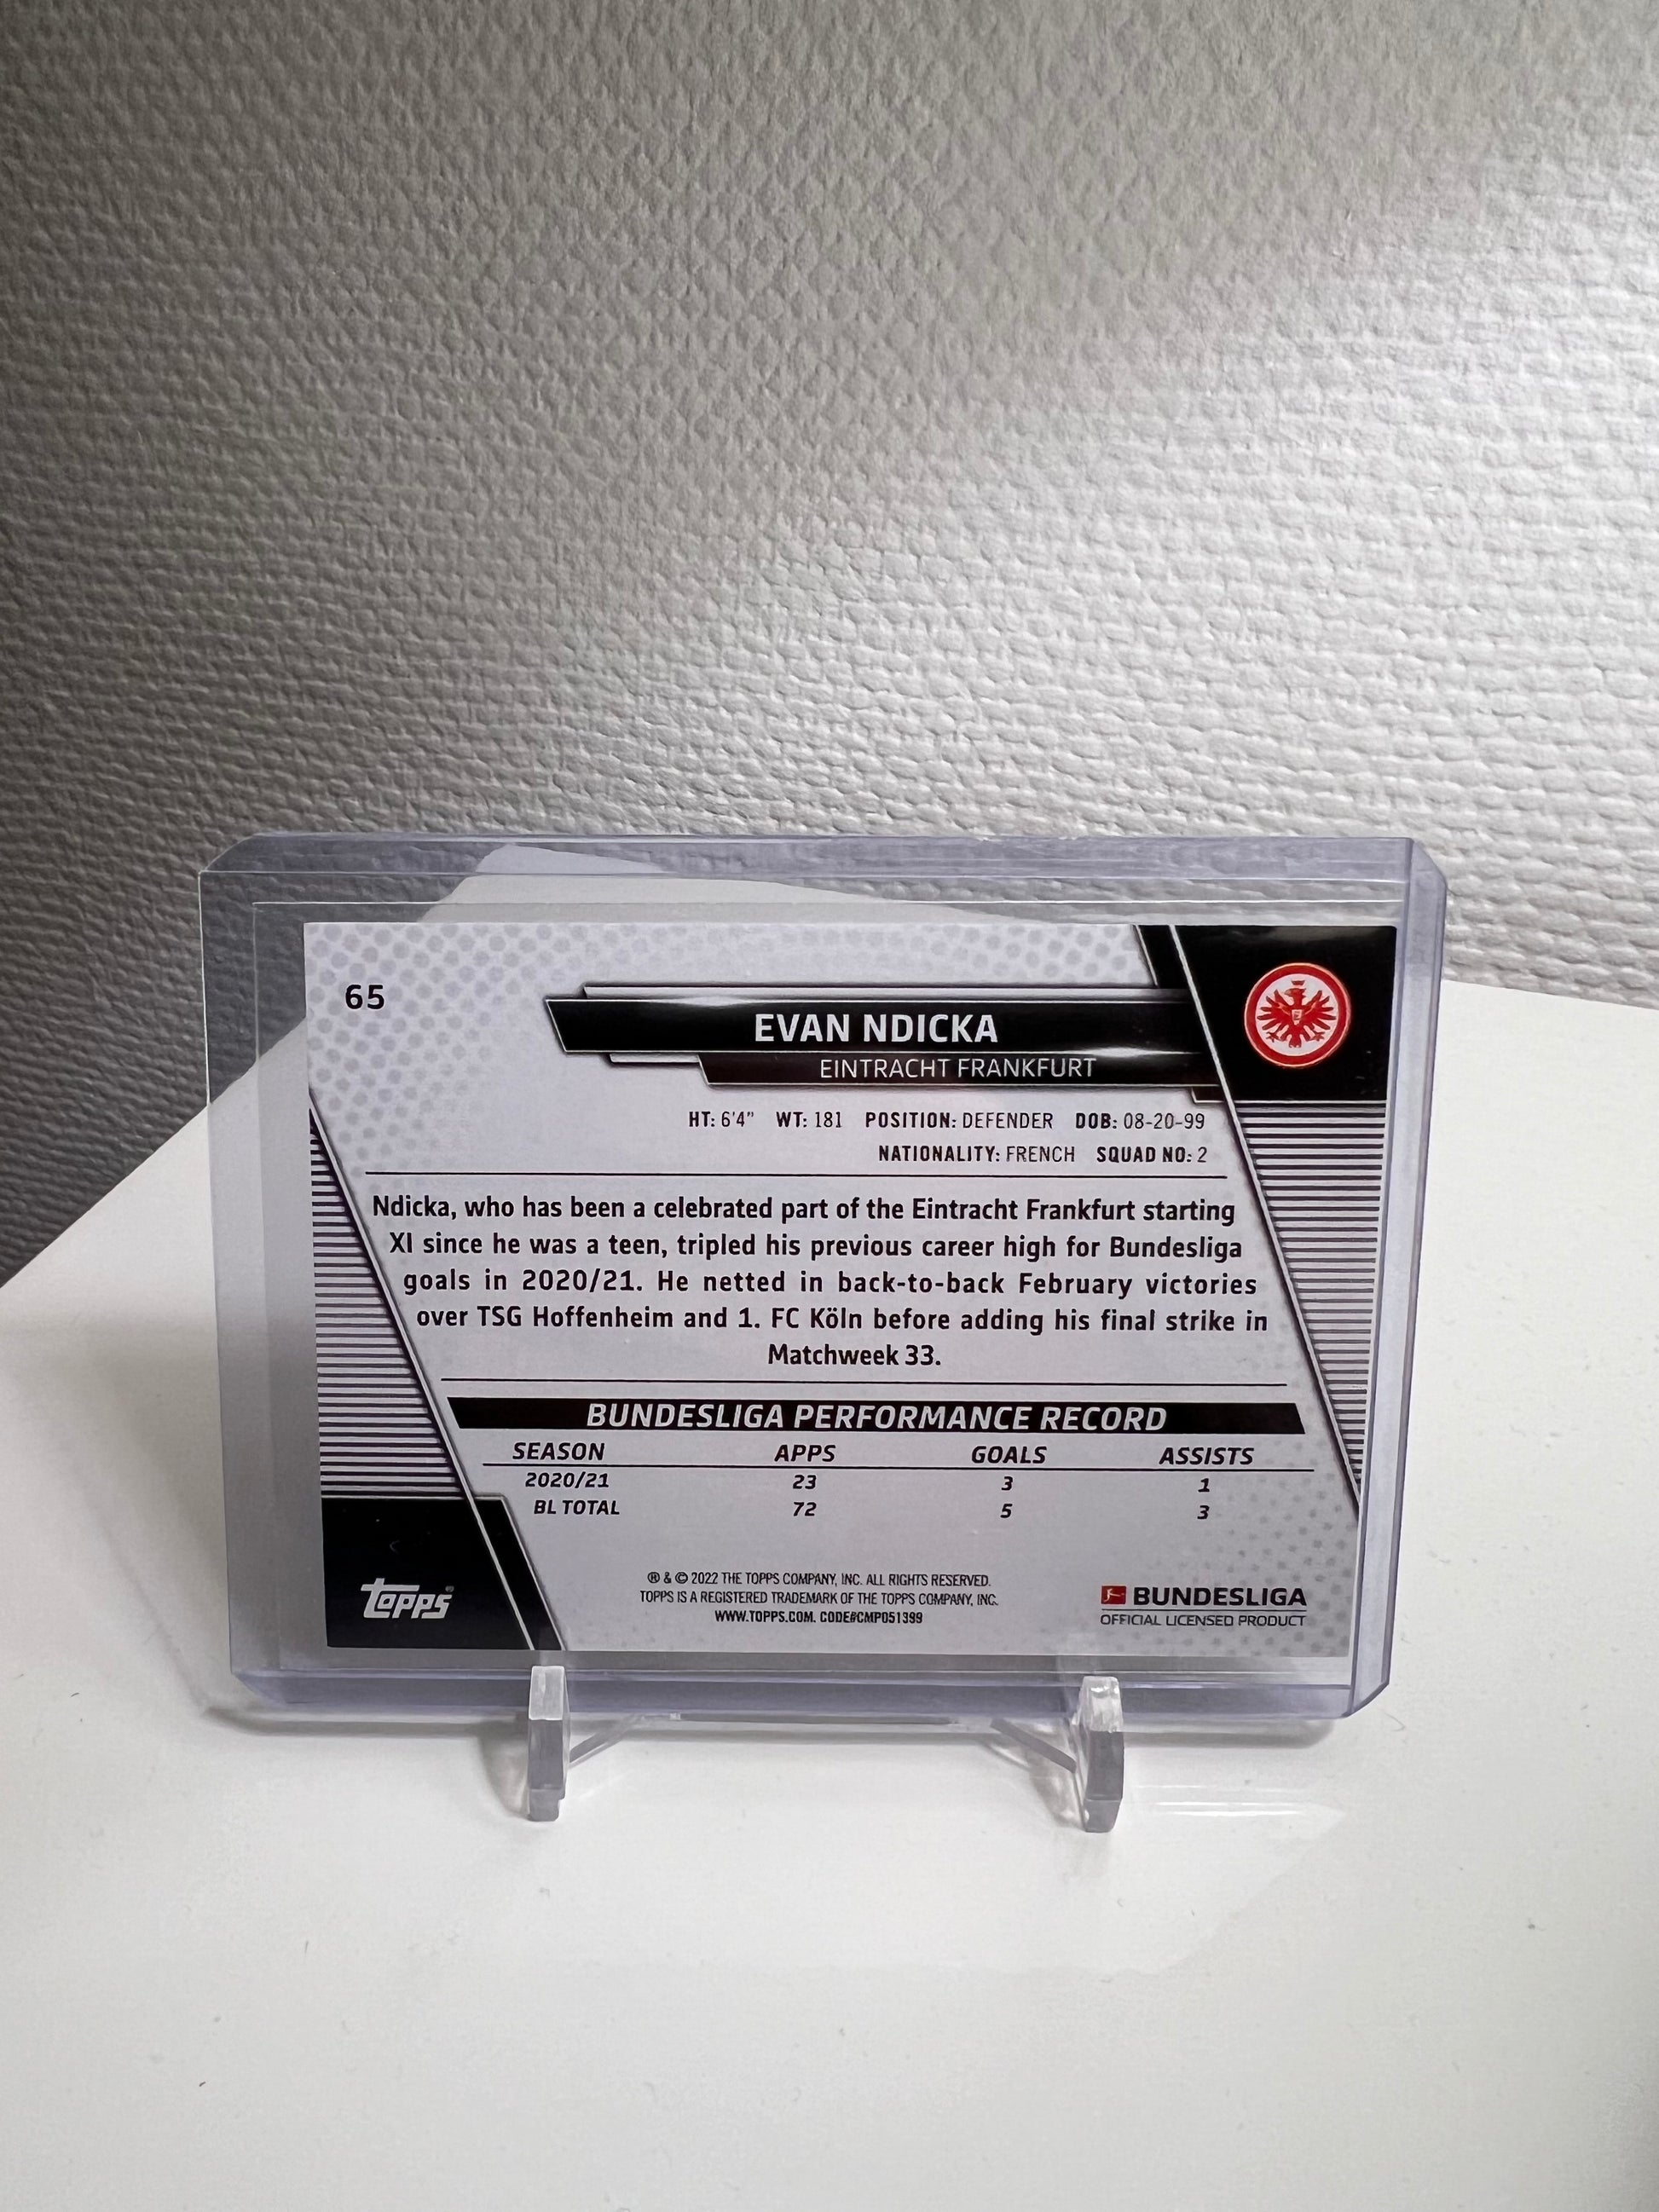 65
EVAN NDICKA
EINTRACHT FRANKFURT
HT: 6'4" WT: 181 POSITION: DEFENDER DOB: 08-20-99
NATIONALITY: FRENCH SQUAD NO: 2
Ndicka, who has been a celebrated part of the Eintracht Frankfurt starting
XI since he was a teen, tripled his previous career high for Bundesliga
goals in 2020/21. He netted in back-to-back February victories
over TSG Hoffenheim and 1. FC Köln before adding his final strike in
Matchweek 33.
BUNDESLIGA PERFORMANCE RECORD
SEASON APPS GOALS ASSISTS
2020/21 23 3 1
BL TOTAL 72 5 3
® & © 2022 THE TOPPS COMPANY, INC. ALL RIGHTS RESERVED.
TOPPS IS A REGISTERED TRADEMARK OF THE TOPPS COMPANY, INC.
WWW.TOPPS.COM. CODE#CMP051399
topps®
BUNDESLIGA
OFFICIAL LICENSED PRODUCT